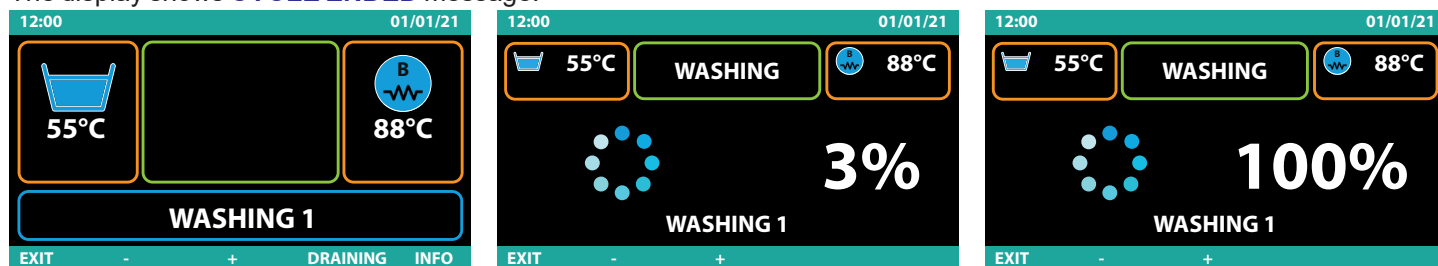 The display shows CYCLE ENDED message.
12:00 01/01/21
55°C
B
88°C
WASHING 1
EXIT - + DRAINING INFO
12:00 01/01/21
55°C WASHING B 88°C
3%
WASHING 1
EXIT - +
12:00 01/01/21
55°C WASHING B 88°C
100%
WASHING 1
EXIT - +